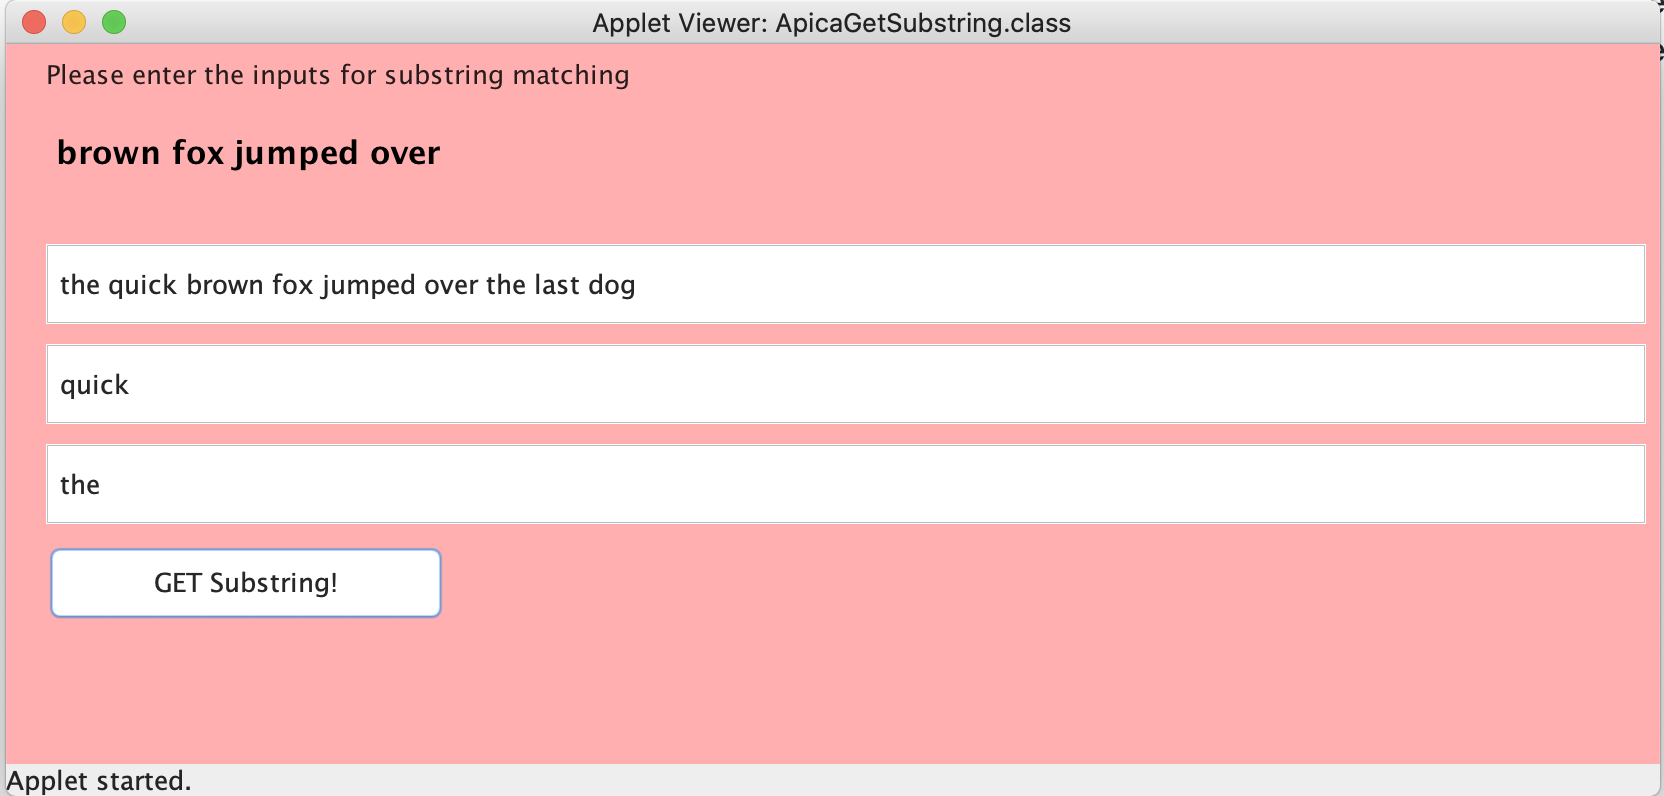 Applet Viewer: ApicaGetSubstring.class
Please enter the inputs for substring matching
brown fox jumped over
the quick brown fox jumped over the last dog
quick
the
GET Substring!
Applet started.